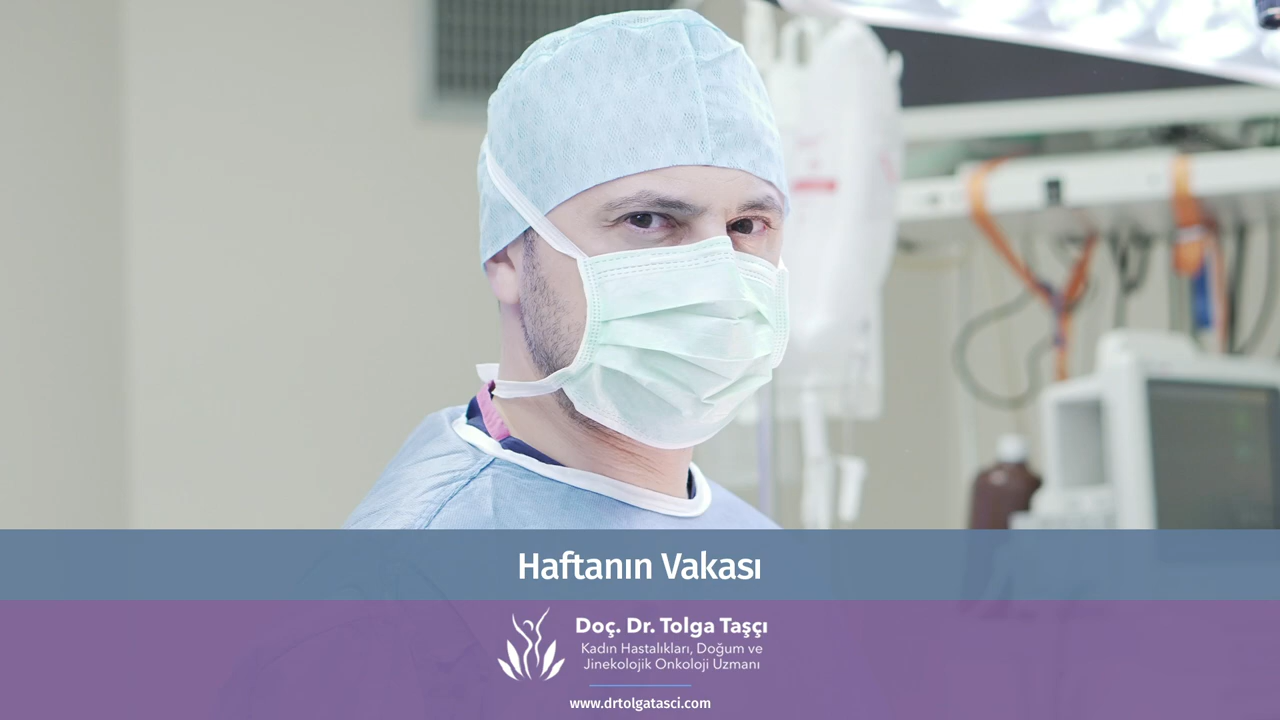 Haftanın Vakası
Doç. Dr. Tolga Taşçı
Kadın Hastalıkları, Doğum ve
Jinekolojik Onkoloji Uzmanı
www.drtolgatasci.com